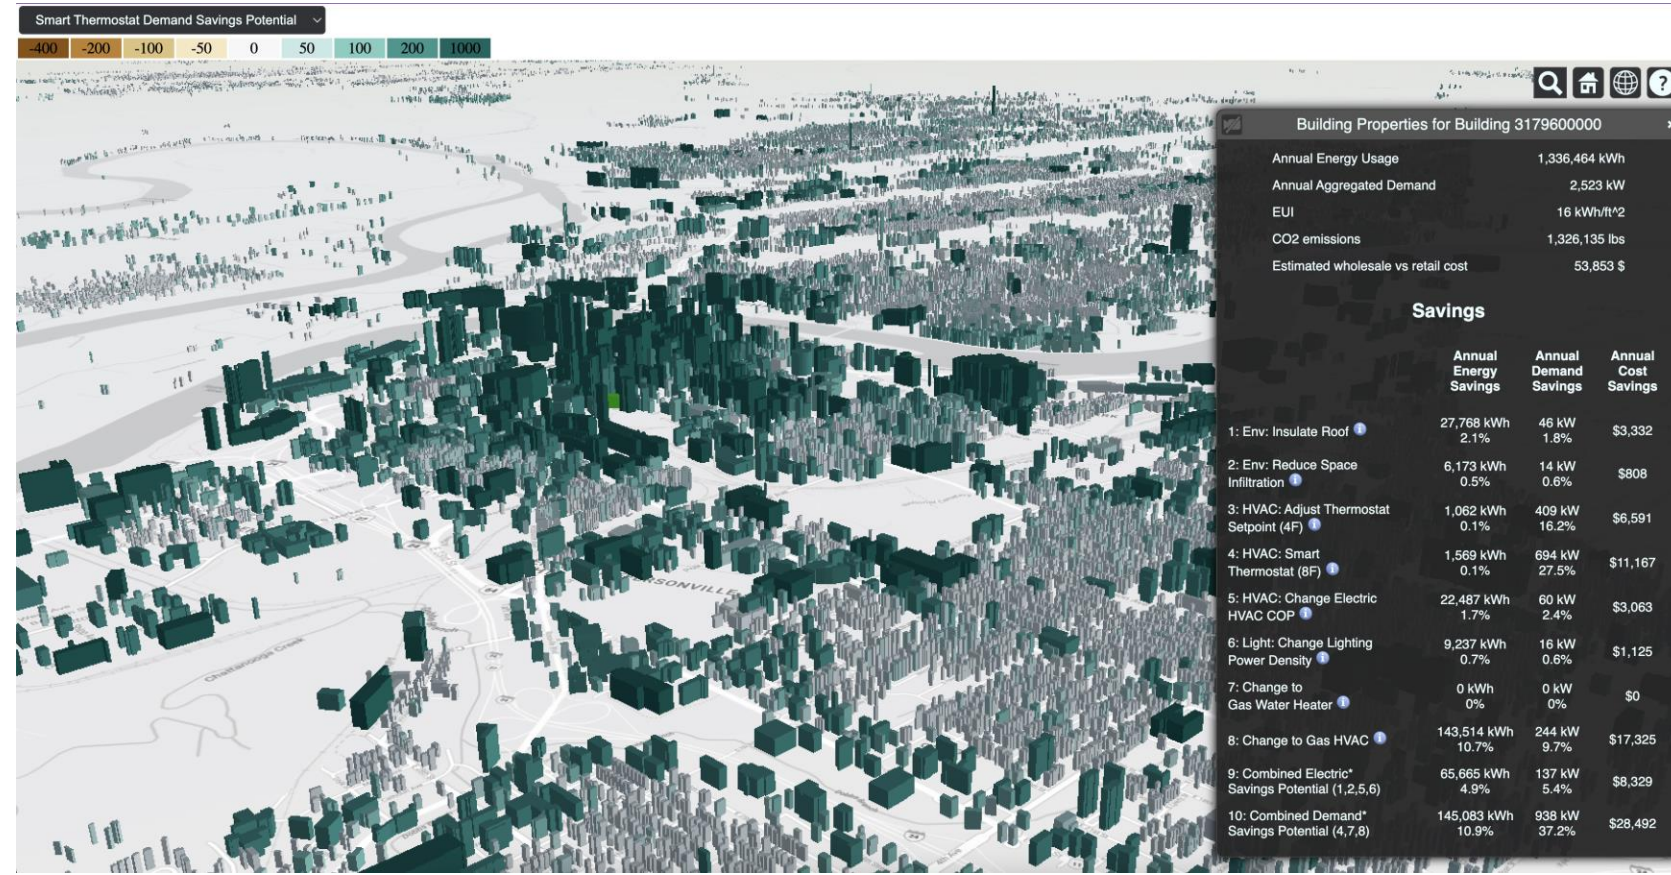 Smart Thermostat Demand Savings Potential
-400 -200 -100 -50 0 50 100 200 1000
?
Building Properties for Building 3179600000
Annual Energy Usage 1,336,464 kWh
Annual Aggregated Demand 2,523 kW
EUI 16 kWh/ft^2
CO2 emissions 1,326,135 lbs
Estimated wholesale vs retail cost 53,853 $
Savings
Annual Annual Annual
Energy Demand Cost
Savings Savings Savings
1: Env: Insulate Roof 27,768 kWh 46 kW $3,332
2.1% 1.8%
2: Env: Reduce Space 6,173 kWh 14 kW $808
Infiltration 0.5% 0.6%
3: HVAC: Adjust Thermostat 1,062 kWh 409 kW $6,591
Setpoint (4F) 0.1% 16.2%
4: HVAC: Smart 1,569 kWh 694 kW $11,167
Thermostat (8F) 0.1% 27.5%
5: HVAC: Change Electric 22,487 kWh 60 kW $3,063
HVAC COP 1.7% 2.4%
6: Light: Change Lighting 9,237 kWh 16 kW $1,125
Power Density 0.7% 0.6%
7: Change to 0 kWh 0 kW $0
Gas Water Heater 0% 0%
8: Change to Gas HVAC 143,514 kWh 244 kW $17,325
10.7% 9.7%
9: Combined Electric* 65,665 kWh 137 kW $8,329
Savings Potential (1,2,5,6) 4.9% 5.4%
10: Combined Demand* 145,083 kWh 938 kW $28,492
Savings Potential (4,7,8) 10.9% 37.2%
ERSONVILLE
Chattanooga Creek